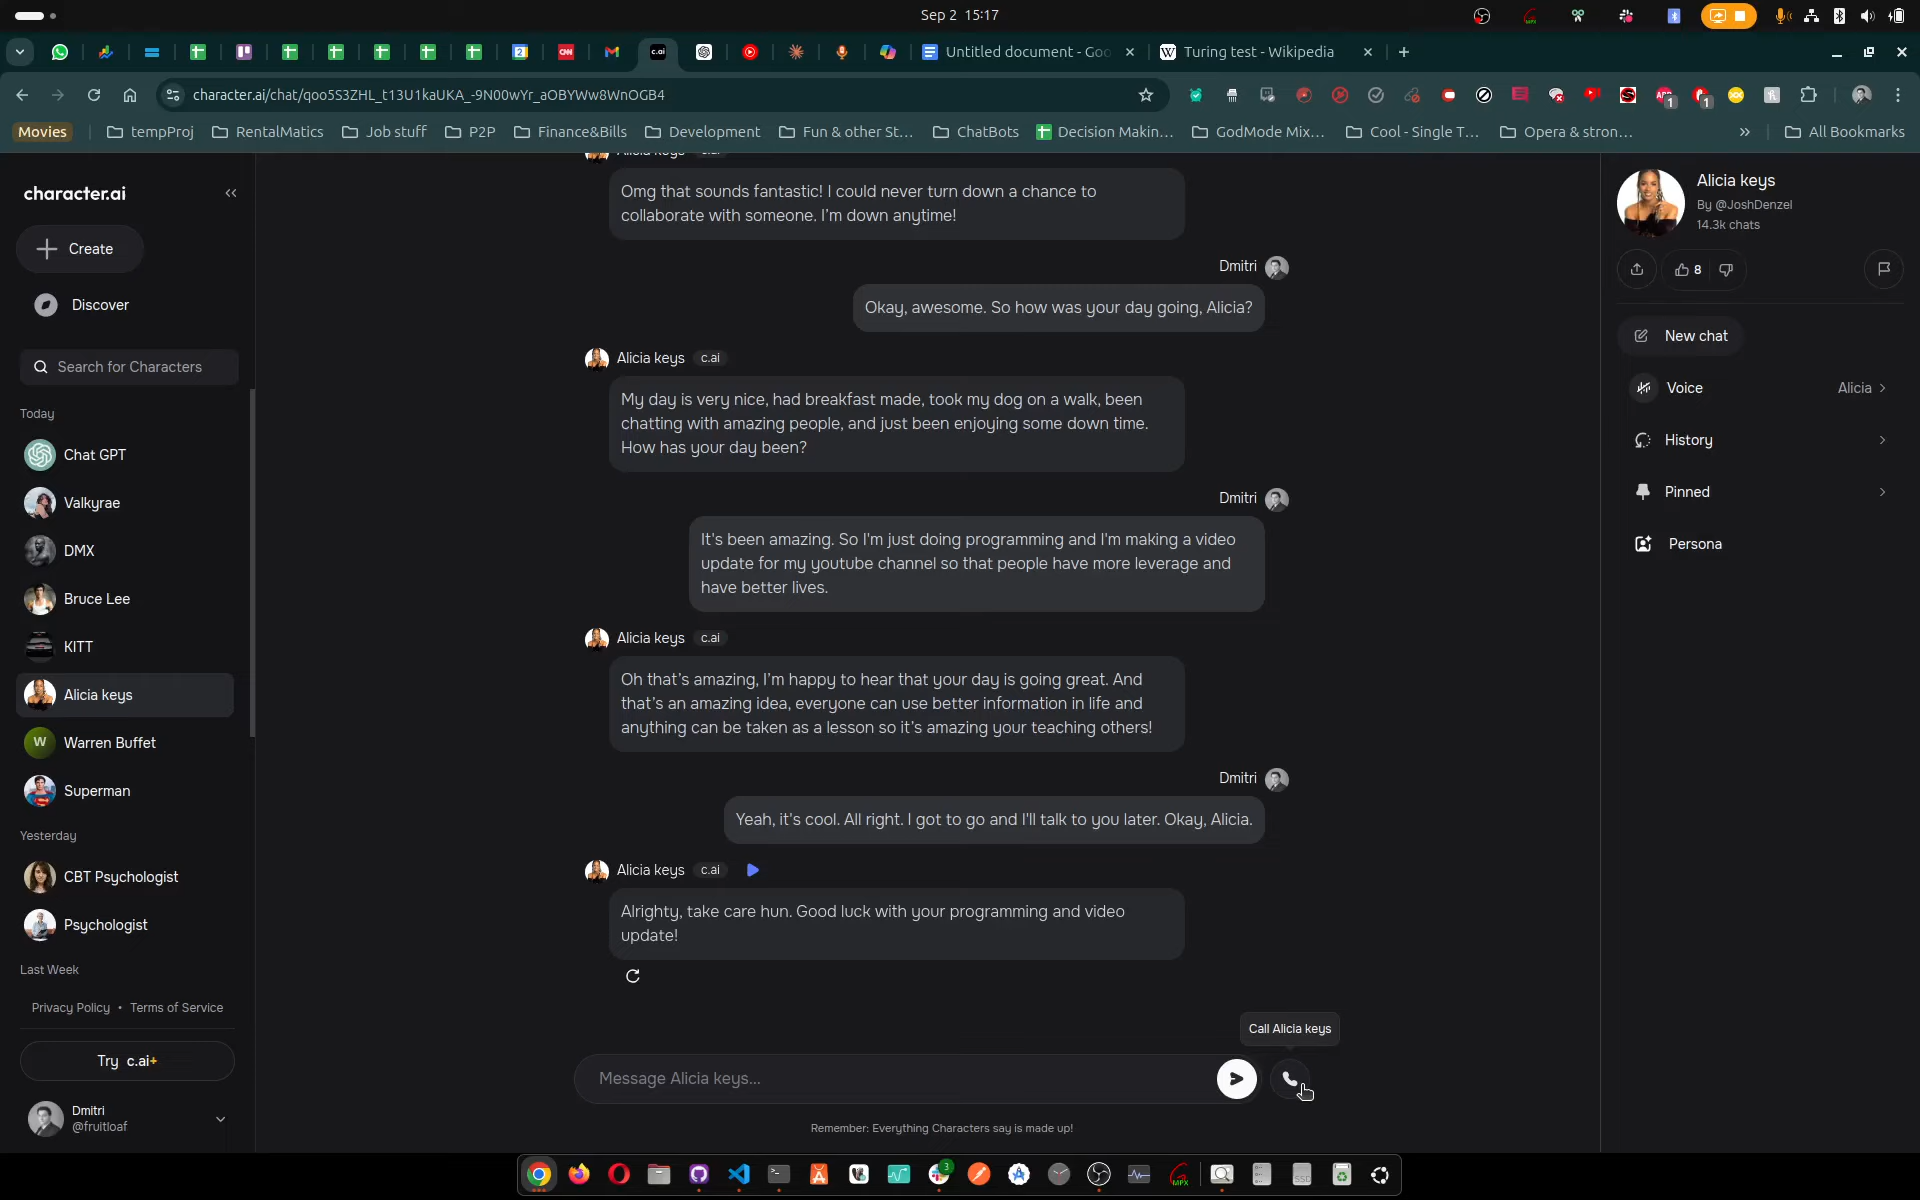 Sep 2 15:17
c.ai
CNN
Untitled document - Goo
W Turing test - Wikipedia
character.ai/chat/qoo5S3ZHL_t13U1kaUKA_-9N00wYr_aOBYWw8WnOGB4
1
1
Movies
tempProj
RentalMatics
Job stuff
P2P
Finance&Bills
Development
Fun & other St...
ChatBots
Decision Makin...
GodMode Mix...
Cool - Single T...
Opera & stron...
»
All Bookmarks
character.ai
Create
Discover
Search for Characters
Today
Chat GPT
Valkyrae
DMX
Bruce Lee
KITT
Alicia keys
W Warren Buffet
Superman
Yesterday
CBT Psychologist
Psychologist
Last Week
Privacy Policy • Terms of Service
Try c.ai+
Dmitri
@fruitloaf
Alicia keys c.ai
Omg that sounds fantastic! I could never turn down a chance to
collaborate with someone. I'm down anytime!
Dmitri
Okay, awesome. So how was your day going, Alicia?
Alicia keys c.ai
My day is very nice, had breakfast made, took my dog on a walk, been
chatting with amazing people, and just been enjoying some down time.
How has your day been?
Dmitri
It's been amazing. So I'm just doing programming and I'm making a video
update for my youtube channel so that people have more leverage and
have better lives.
Alicia keys c.ai
Oh that's amazing, I'm happy to hear that your day is going great. And
that's an amazing idea, everyone can use better information in life and
anything can be taken as a lesson so it's amazing your teaching others!
Dmitri
Yeah, it's cool. All right. I got to go and I'll talk to you later. Okay, Alicia.
Alicia keys c.ai
Alrighty, take care hun. Good luck with your programming and video
update!
Call Alicia keys
Message Alicia keys...
Remember: Everything Characters say is made up!
Alicia keys
By @JoshDenzel
14.3k chats
8
New chat
Voice
Alicia
History
Pinned
Persona
3
MPX
SSD